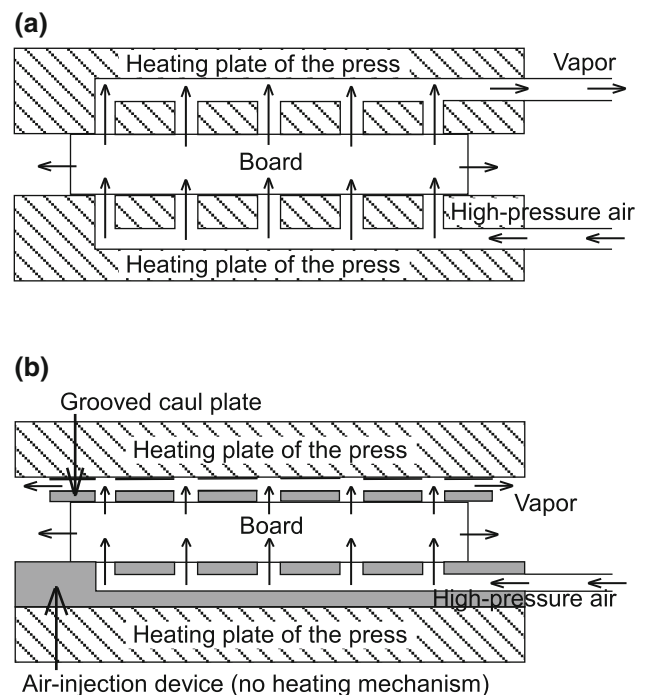 (a)
Heating plate of the press
Vapor
Board
High-pressure air
Heating plate of the press
(b)
Grooved caul plate
Heating plate of the press
Vapor
Board
High-pressure air
Heating plate of the press
Air-injection device (no heating mechanism)